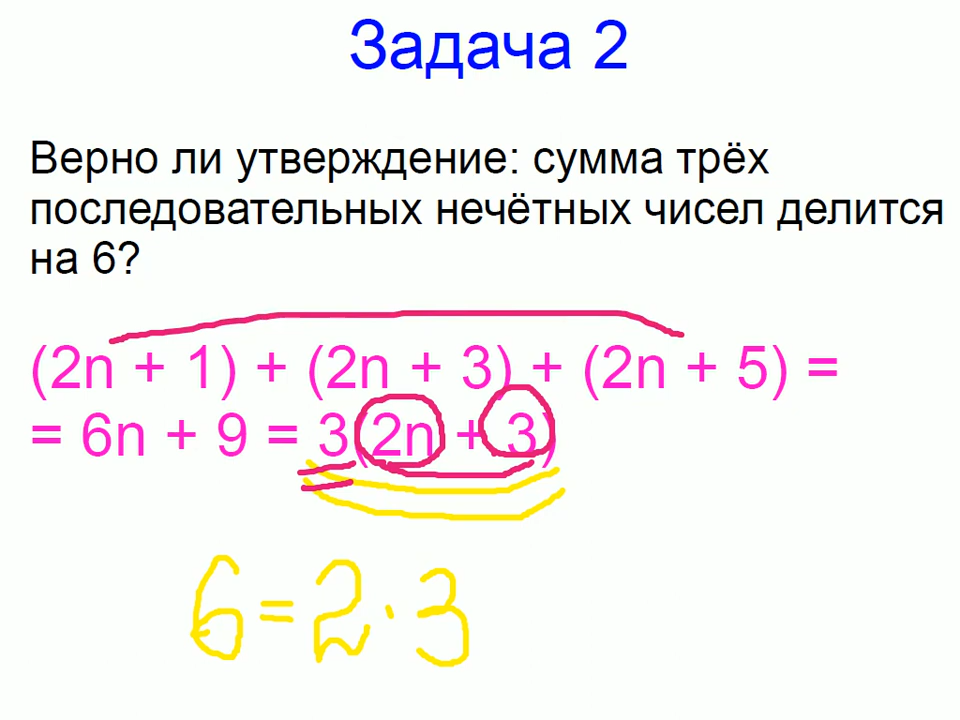 Задача 2
Верно ли утверждение: сумма трёх
последовательных нечётных чисел делится
на 6?
(2n + 1) + (2n + 3) + (2n + 5) =
= 6n + 9 = 3(2n + 3)
6 = 2 · 3